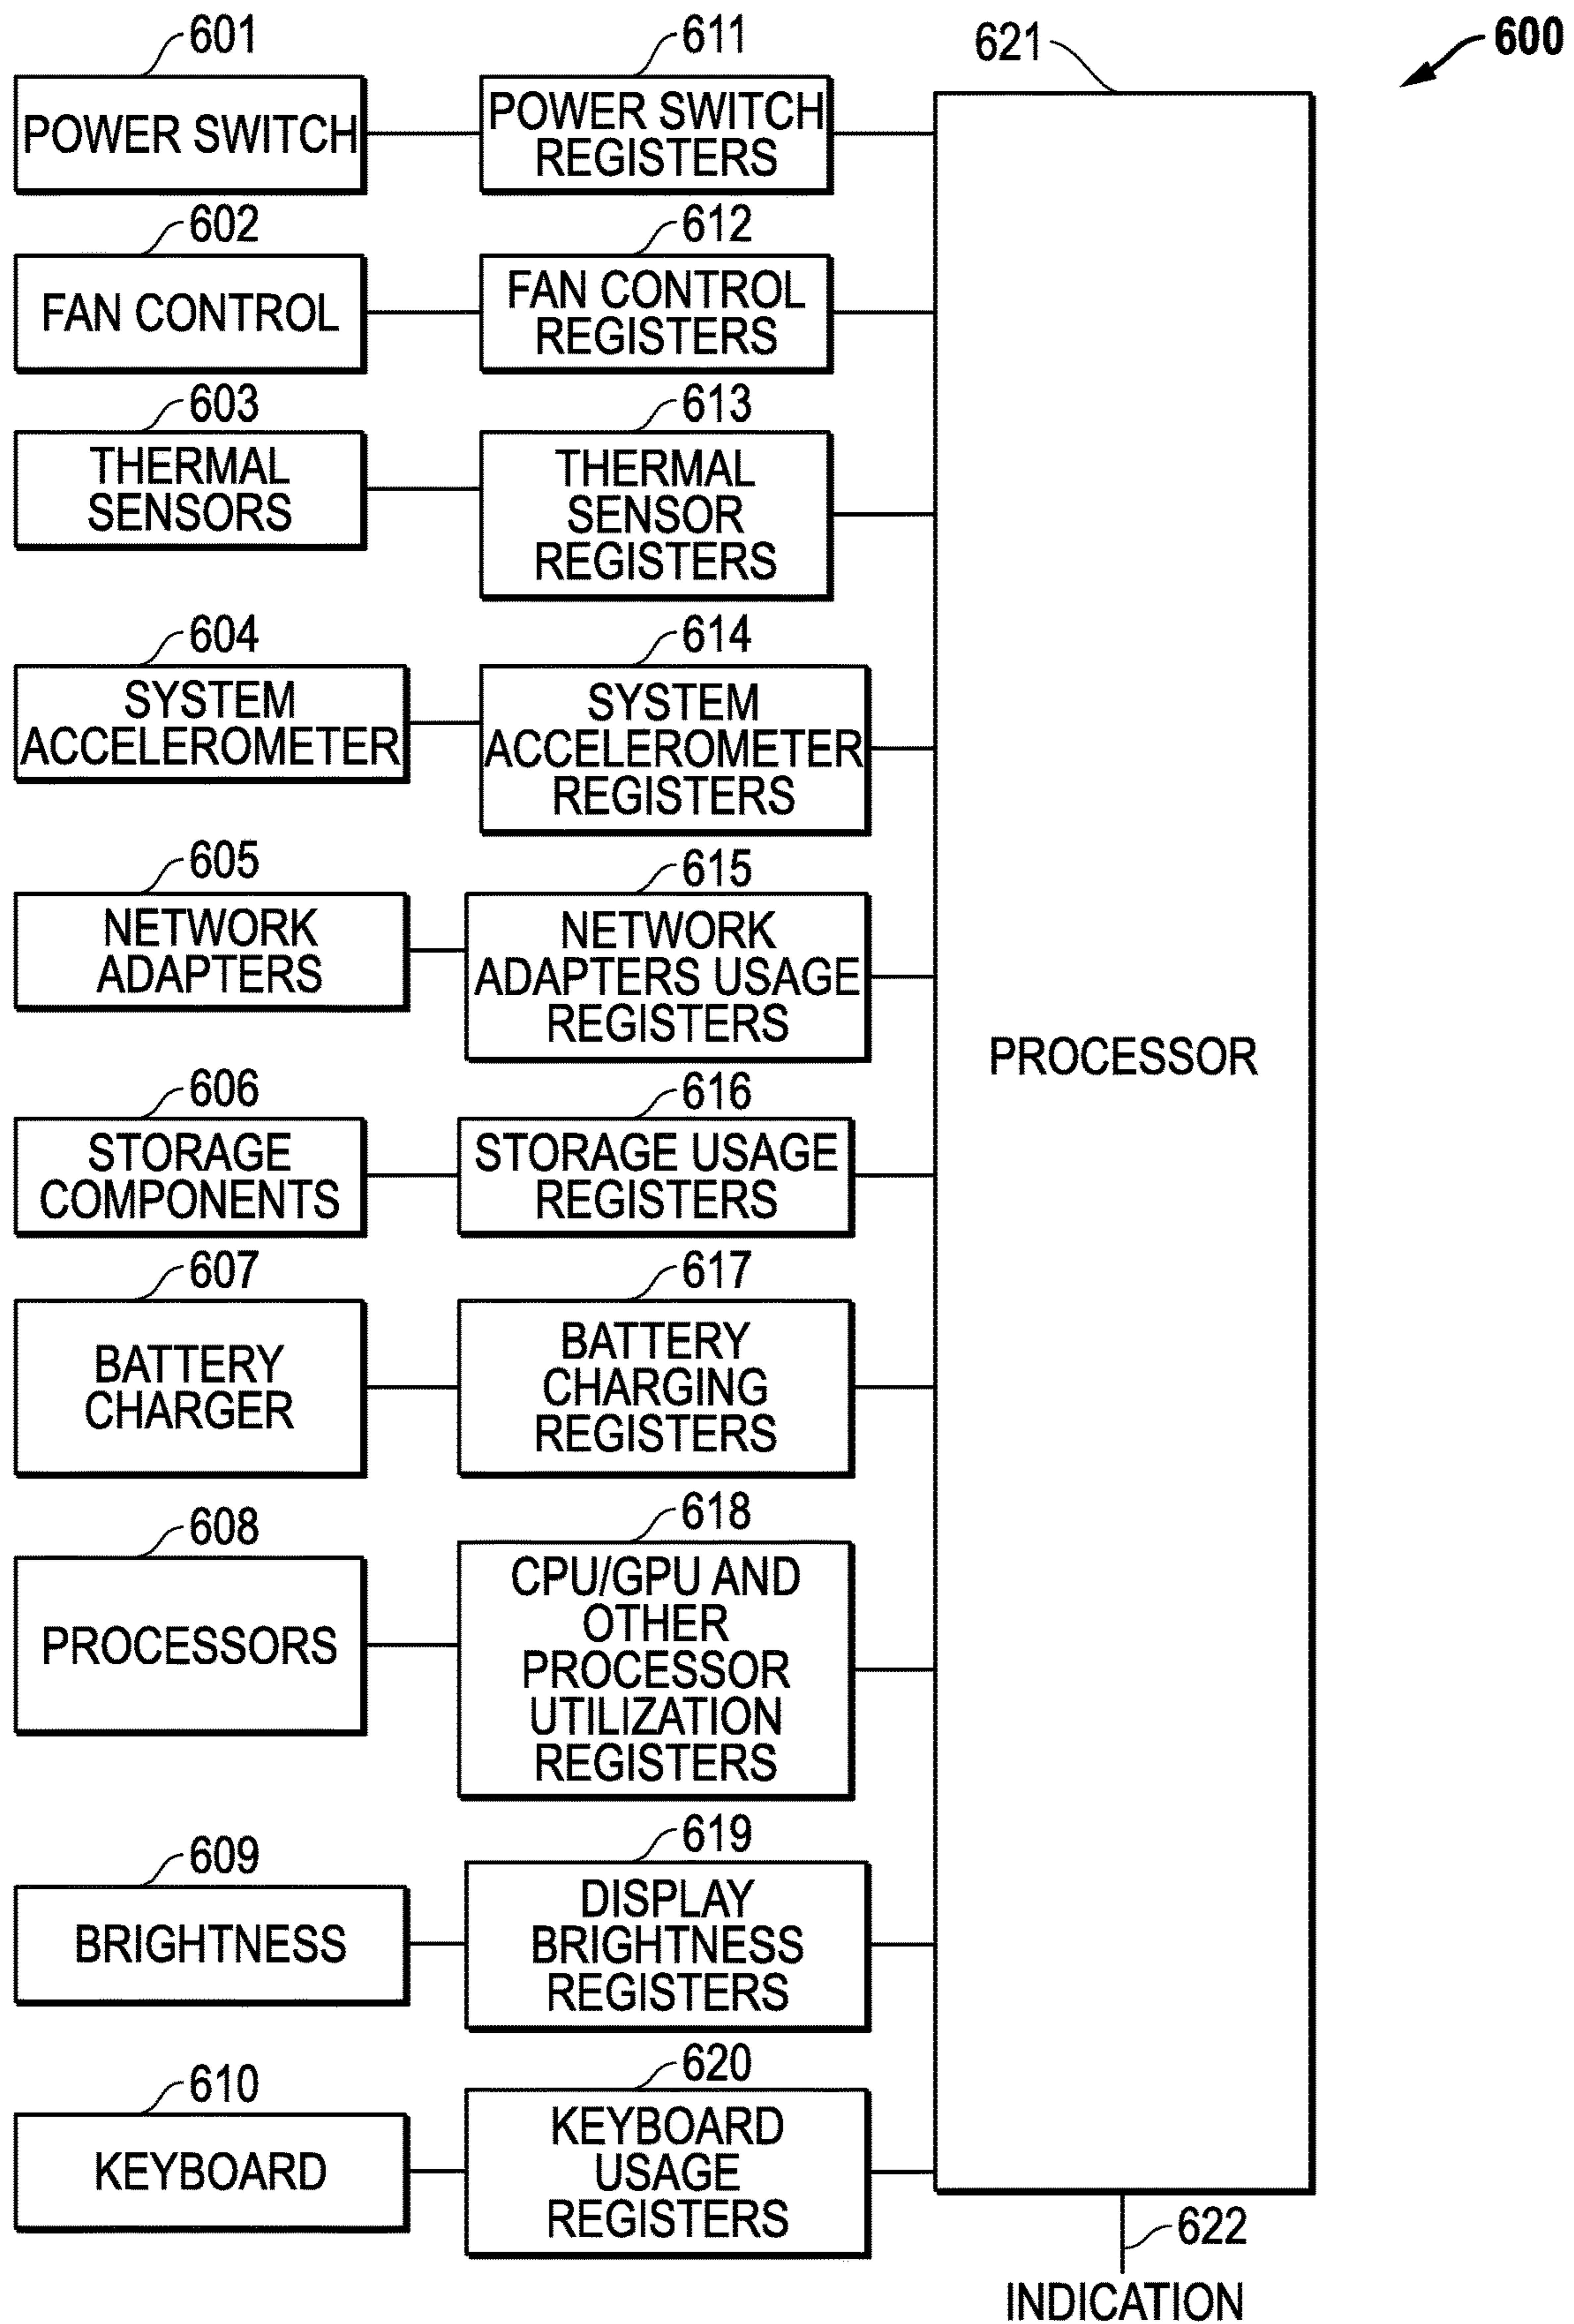 601
611
621
600
POWER SWITCH
POWER SWITCH
REGISTERS
602
612
FAN CONTROL
FAN CONTROL
REGISTERS
603
613
THERMAL
SENSORS
THERMAL
SENSOR
REGISTERS
604
614
SYSTEM
ACCELEROMETER
SYSTEM
ACCELEROMETER
REGISTERS
605
615
NETWORK
ADAPTERS
NETWORK
ADAPTERS USAGE
REGISTERS
PROCESSOR
606
616
STORAGE
COMPONENTS
STORAGE USAGE
REGISTERS
607
617
BATTERY
CHARGER
BATTERY
CHARGING
REGISTERS
608
618
PROCESSORS
CPU/GPU AND
OTHER
PROCESSOR
UTILIZATION
REGISTERS
609
619
BRIGHTNESS
DISPLAY
BRIGHTNESS
REGISTERS
610
620
KEYBOARD
KEYBOARD
USAGE
REGISTERS
622
INDICATION